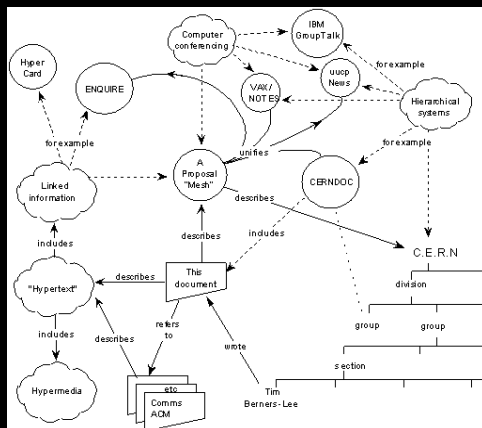 Computer
conferencing
IBM
GroupTalk
Hyper
Card
ENQUIRE
VAX/
NOTES
uucp
News
for example
Hierarchical
systems
for example
unifies
for example
Linked
information
A
Proposal
"Mesh"
CERNDOC
describes
includes
describes
includes
C.E.R.N
"Hypertext"
describes
This
document
division
includes
describes
refers
to
wrote
group
group
section
Hypermedia
etc
Comms
ACM
Tim
Berners-Lee